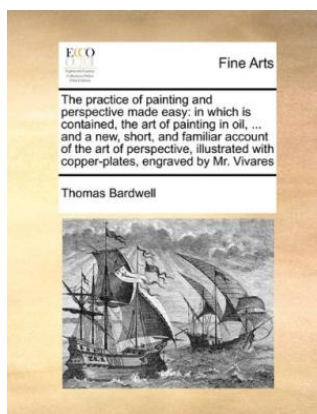 ECCO
Fine Arts
The practice of painting and
perspective made easy: in which is
contained, the art of painting in oil, ...
and a new, short, and familiar account
of the art of perspective, illustrated with
copper-plates, engraved by Mr. Vivares
Thomas Bardwell